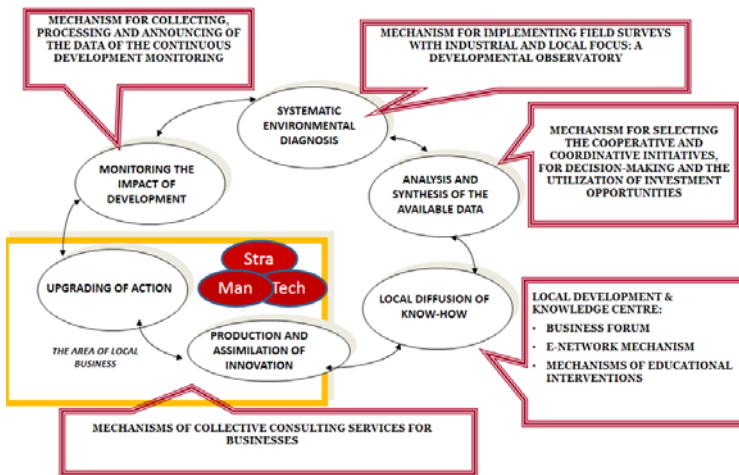 MECHANISM FOR COLLECTING,
PROCESSING AND ANNOUNCING OF
THE DATA OF THE CONTINUOUS
DEVELOPMENT MONITORING
MECHANISM FOR IMPLEMENTING FIELD SURVEYS
WITH INDUSTRIAL AND LOCAL FOCUS: A
DEVELOPMENTAL OBSERVATORY
SYSTEMATIC
ENVIRONMENTAL
DIAGNOSIS
MECHANISM FOR SELECTING
THE COOPERATIVE AND
COORDINATIVE INITIATIVES,
FOR DECISION-MAKING AND THE
UTILIZATION OF INVESTMENT
OPPORTUNITIES
MONITORING THE
IMPACT OF
DEVELOPMENT
ANALYSIS AND
SYNTHESIS OF THE
AVAILABLE DATA
Stra
Man
Tech
UPGRADING OF ACTION
LOCAL DIFFUSION OF
KNOW-HOW
LOCAL DEVELOPMENT &
KNOWLEDGE CENTRE:
• BUSINESS FORUM
• E-NETWORK MECHANISM
• MECHANISMS OF EDUCATIONAL
INTERVENTIONS
THE AREA OF LOCAL
BUSINESS
PRODUCTION AND
ASSIMILATION OF
INNOVATION
MECHANISMS OF COLLECTIVE CONSULTING SERVICES FOR
BUSINESSES